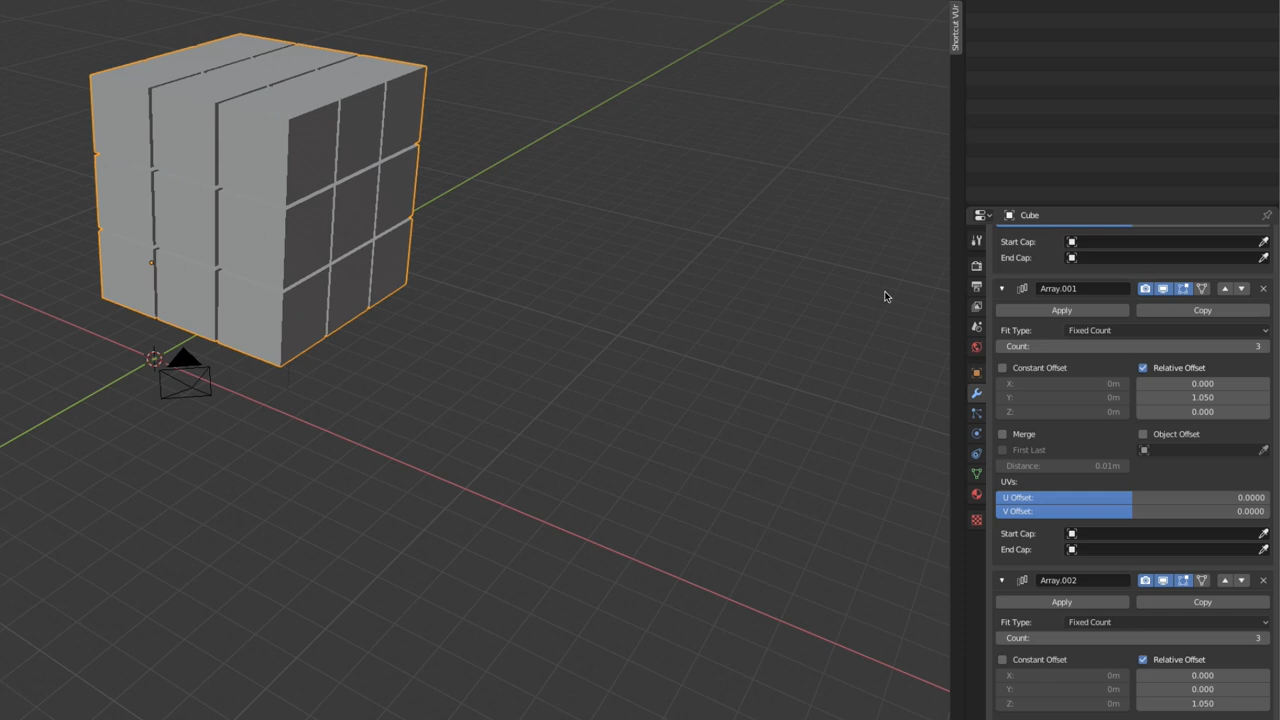 Shortcut VUr
Cube
Start Cap:
End Cap:
Array.001
Apply Copy
Fit Type: Fixed Count
Count: 3
Constant Offset Relative Offset
X: 0m 0.000
Y: 0m 1.050
Z: 0m 0.000
Merge Object Offset
First Last
Distance: 0.01m
UVs:
U Offset: 0.0000
V Offset: 0.0000
Start Cap:
End Cap:
Array.002
Apply Copy
Fit Type: Fixed Count
Count: 3
Constant Offset Relative Offset
X: 0m 0.000
Y: 0m 0.000
Z: 0m 1.050